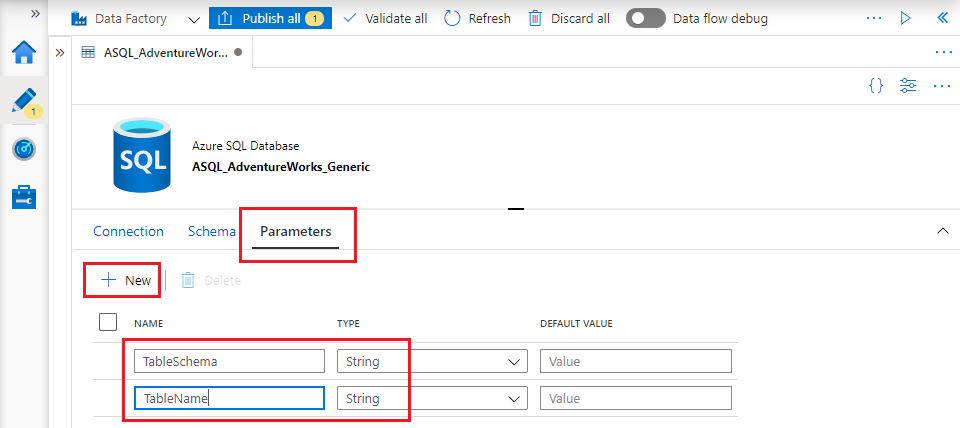 Data Factory Publish all 1 Validate all Refresh Discard all Data flow debug
ASQL_AdventureWor...
1
{}
SQL
Azure SQL Database
ASQL_AdventureWorks_Generic
Connection Schema Parameters
New Delete
NAME TYPE DEFAULT VALUE
TableSchema String Value
TableName String Value